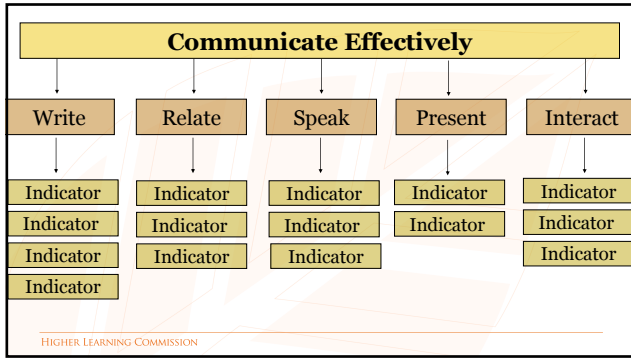 Communicate Effectively
Write Relate Speak Present Interact
Indicator Indicator Indicator Indicator Indicator
Indicator Indicator Indicator Indicator Indicator
Indicator Indicator Indicator Indicator
Indicator
HIGHER LEARNING COMMISSION